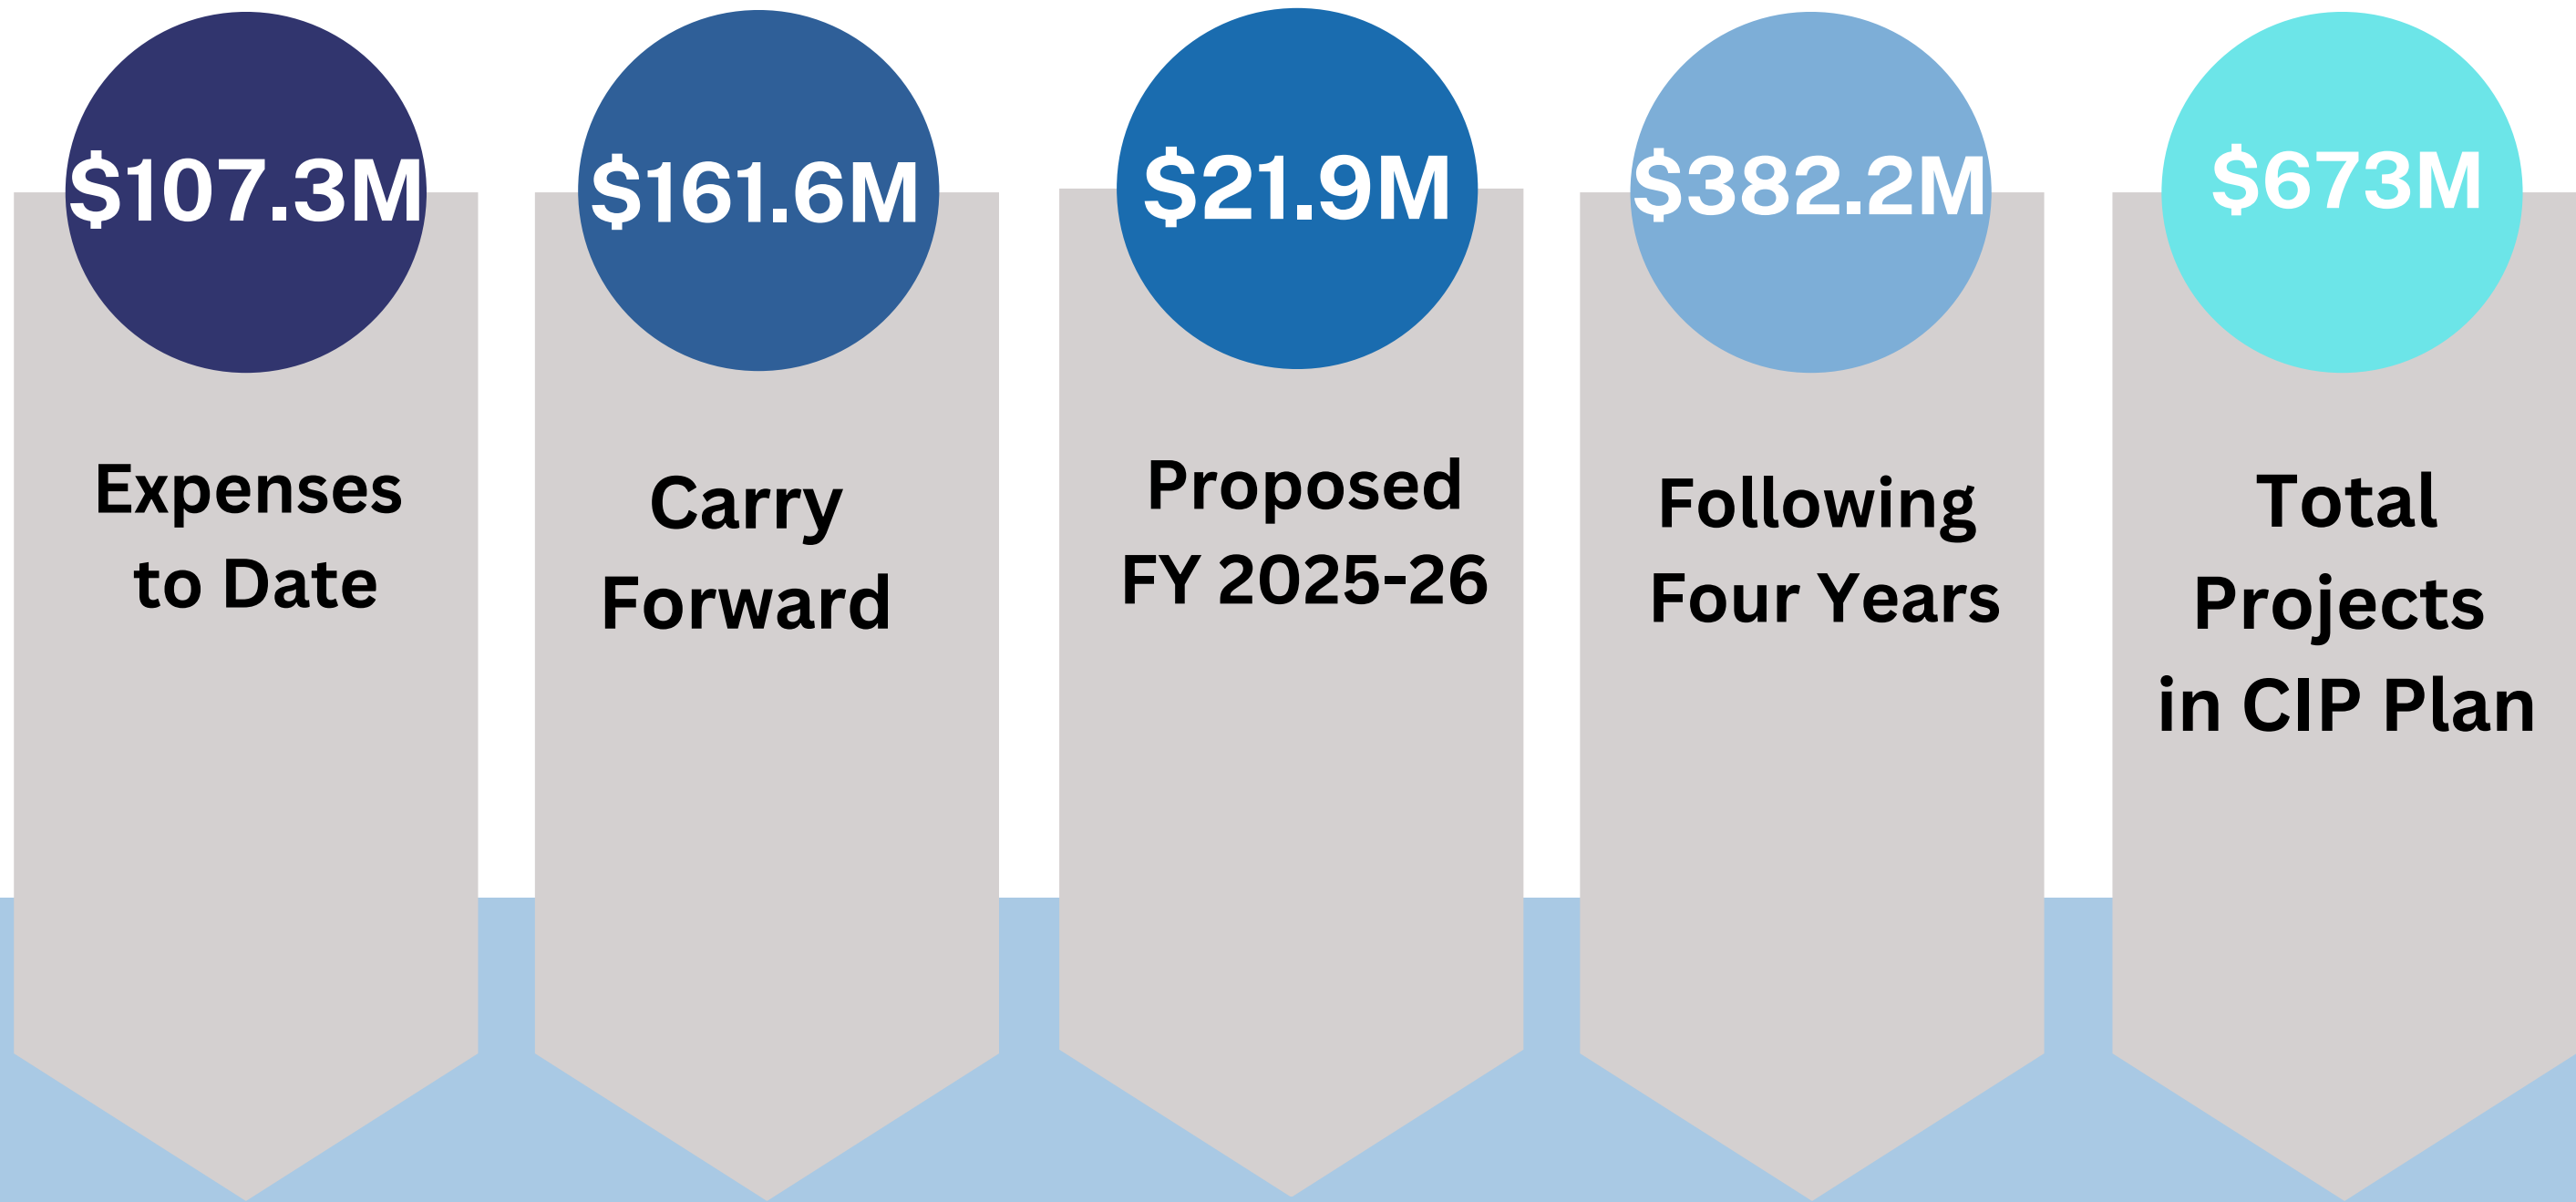 $107.3M
Expenses
to Date
$161.6M
Carry
Forward
$21.9M
Proposed
FY 2025-26
$382.2M
Following
Four Years
$673M
Total
Projects
in CIP Plan